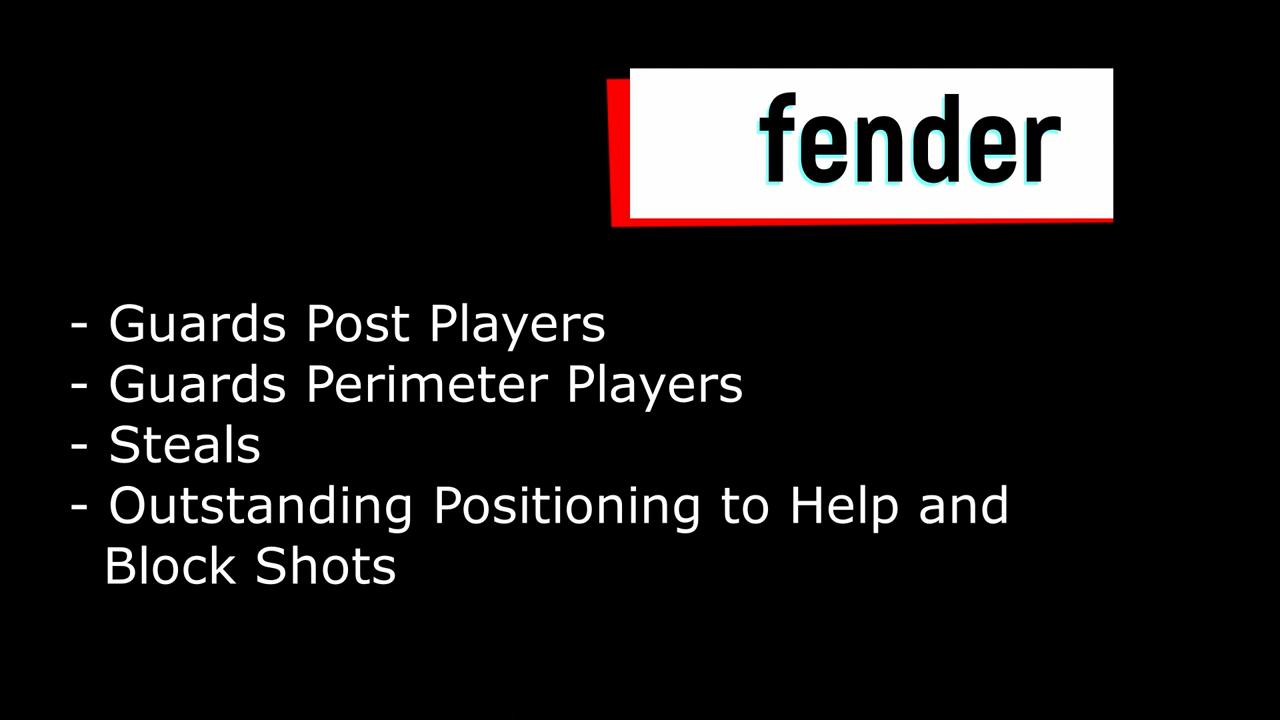 fender
- Guards Post Players
- Guards Perimeter Players
- Steals
- Outstanding Positioning to Help and
Block Shots